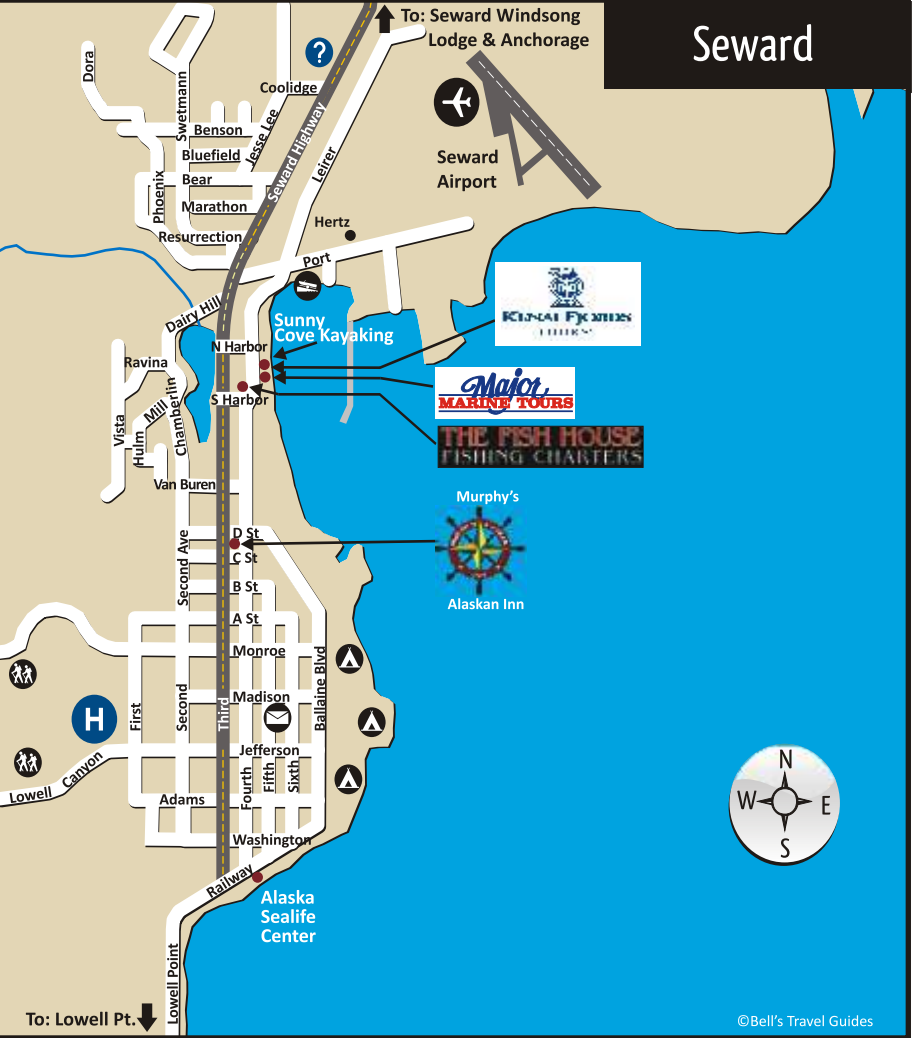 To: Seward Windsong
Lodge & Anchorage
Seward
?
Dora
Swetmann
Coolidge
Benson
Jesse Lee
Seward Highway
Leirer
Bluefield
Bear
Phoenix
Marathon
Resurrection
Seward
Airport
Hertz
Port
Dairy Hill
Sunny
Cove Kayaking
KENAI FJORDS
TOURS
N Harbor
Ravina
Chamberlin
Mill
Vista
Hulm
S Harbor
Major
MARINE TOURS
THE FISH HOUSE
FISHING CHARTERS
Van Buren
Murphy's
Alaskan Inn
Second Ave
D St
C St
B St
A St
Monroe
Ballaine Blvd
Madison
First
Second
Third
H
Jefferson
Fourth
Fifth
Sixth
Lowell Canyon
Adams
Washington
Railway
N
W E
S
Alaska
Sealife
Center
Lowell Point
To: Lowell Pt.
©Bell's Travel Guides